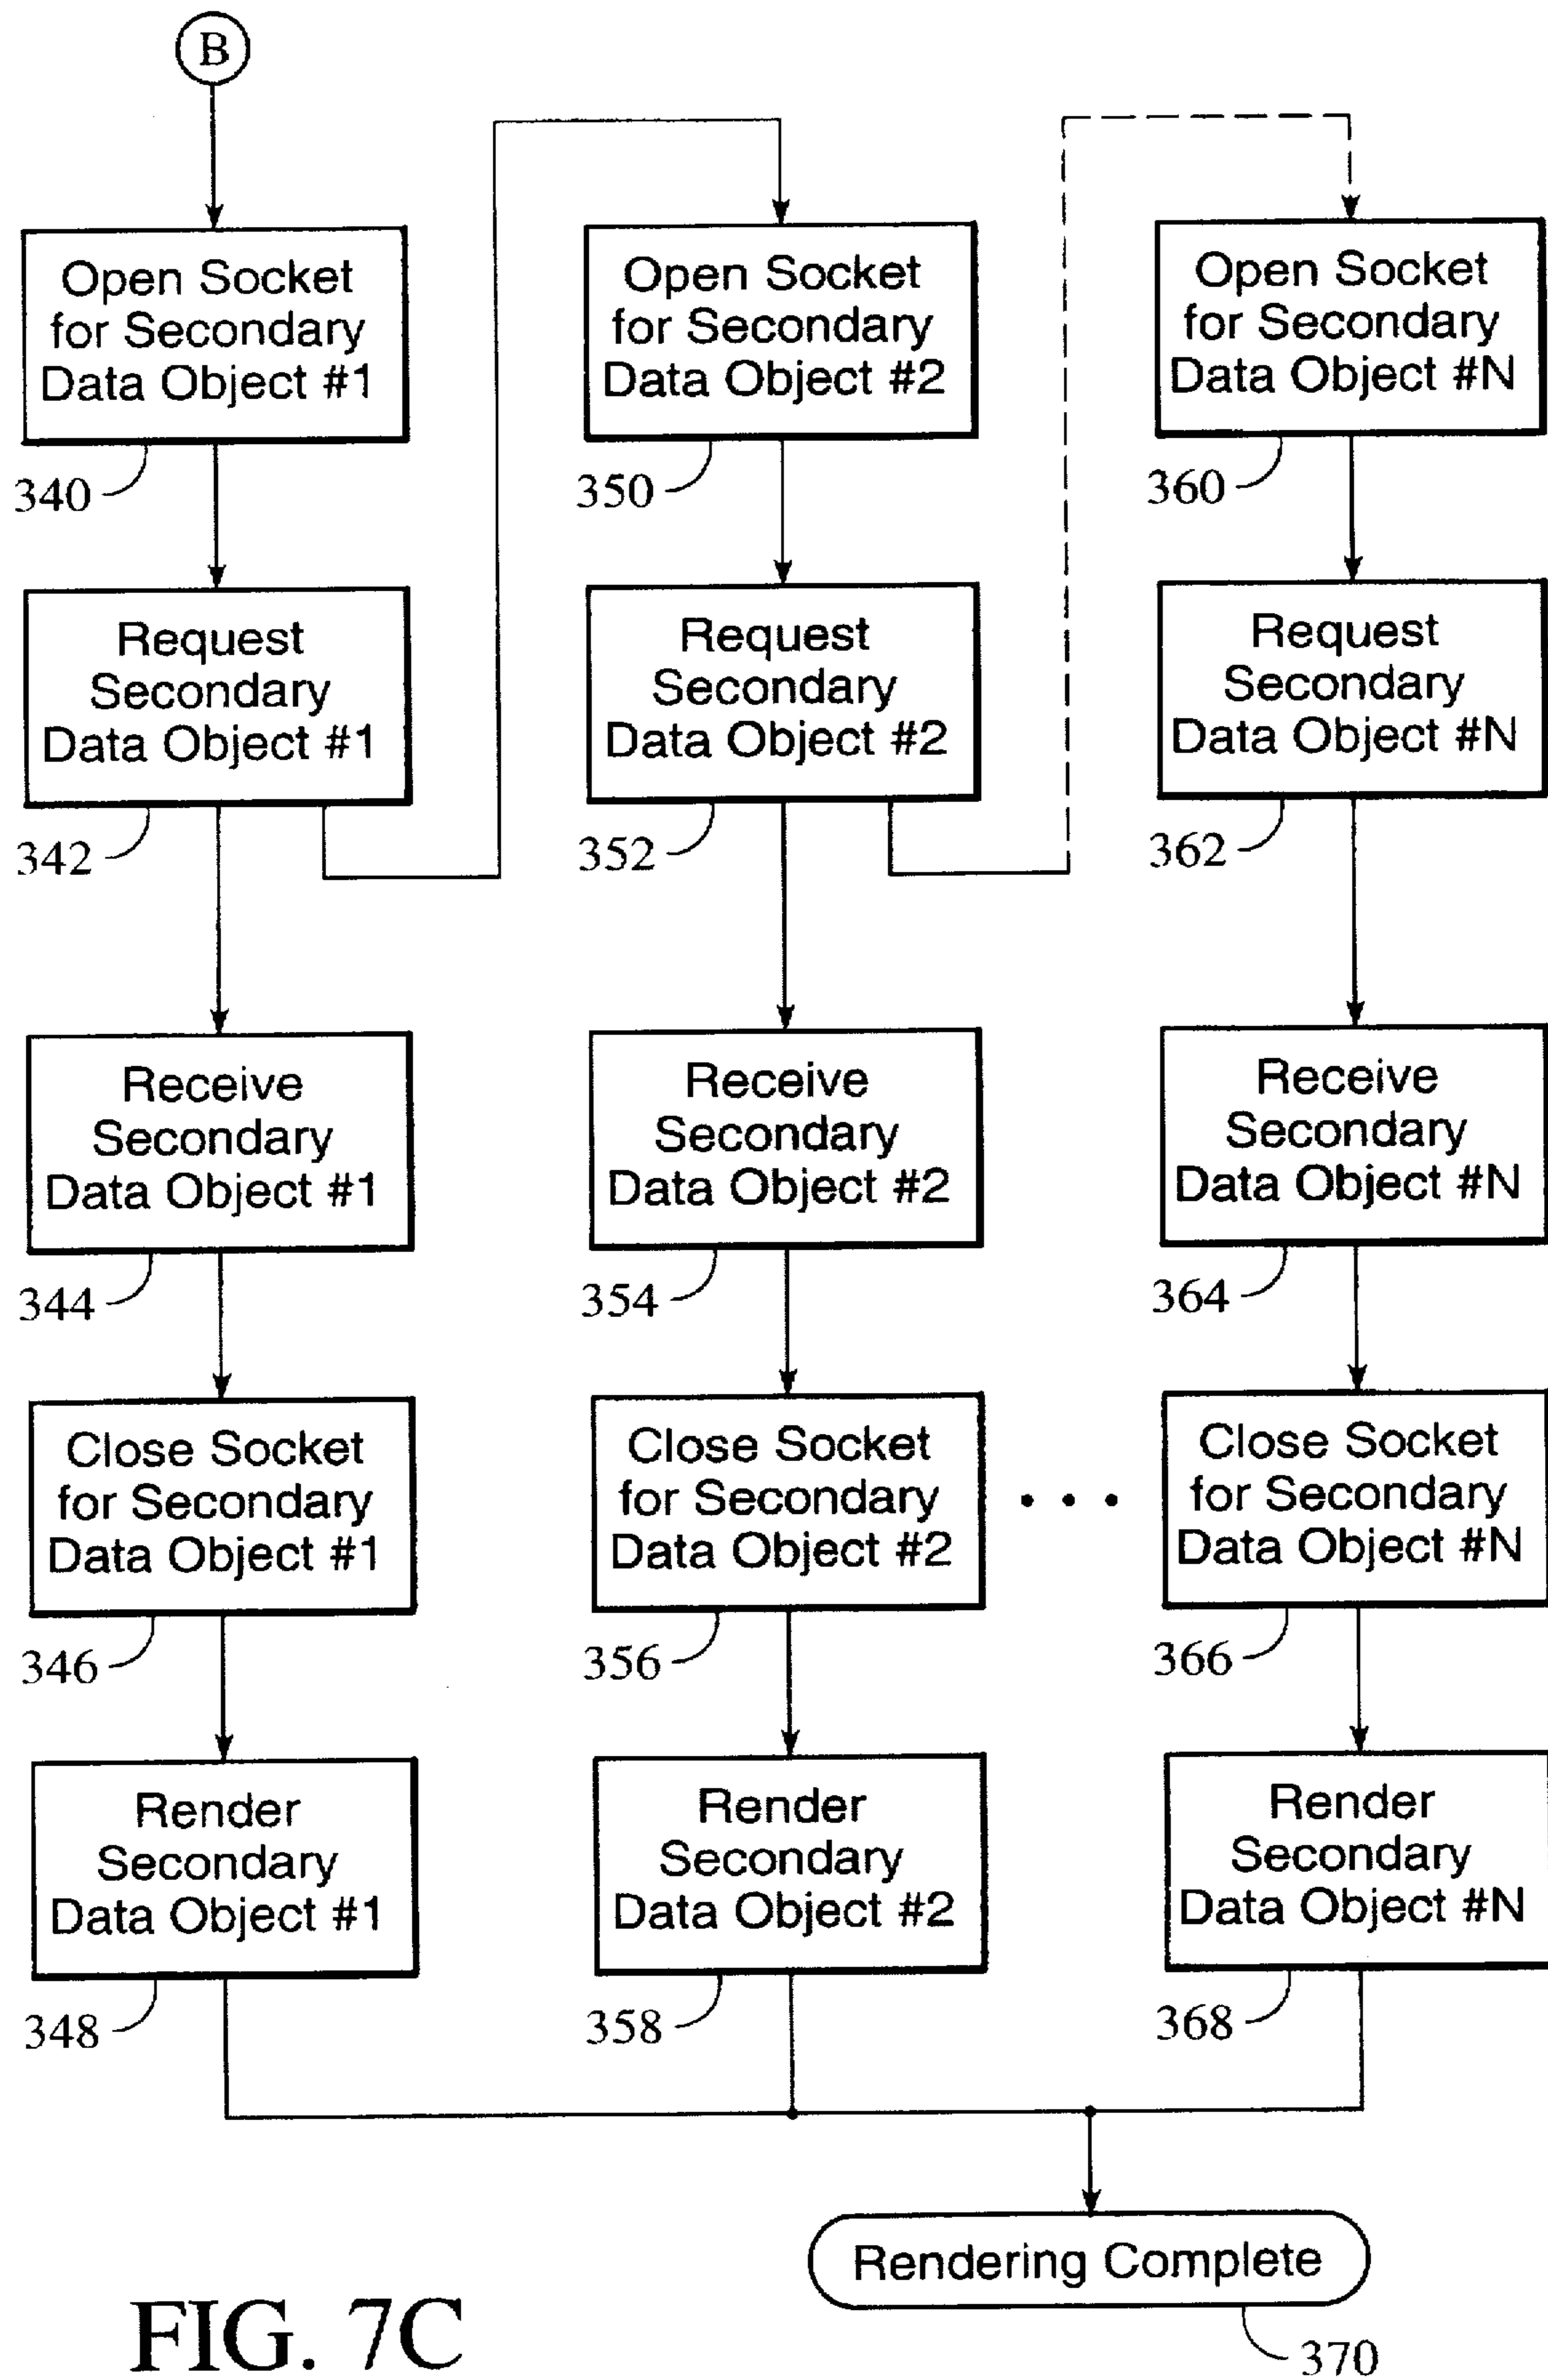 B
Open Socket
for Secondary
Data Object #1
340
Request
Secondary
Data Object #1
342
Receive
Secondary
Data Object #1
344
Close Socket
for Secondary
Data Object #1
346
Render
Secondary
Data Object #1
348
Open Socket
for Secondary
Data Object #2
350
Request
Secondary
Data Object #2
352
Receive
Secondary
Data Object #2
354
Close Socket
for Secondary
Data Object #2
356
Render
Secondary
Data Object #2
358
• • •
Open Socket
for Secondary
Data Object #N
360
Request
Secondary
Data Object #N
362
Receive
Secondary
Data Object #N
364
Close Socket
for Secondary
Data Object #N
366
Render
Secondary
Data Object #N
368
Rendering Complete
370
FIG. 7C